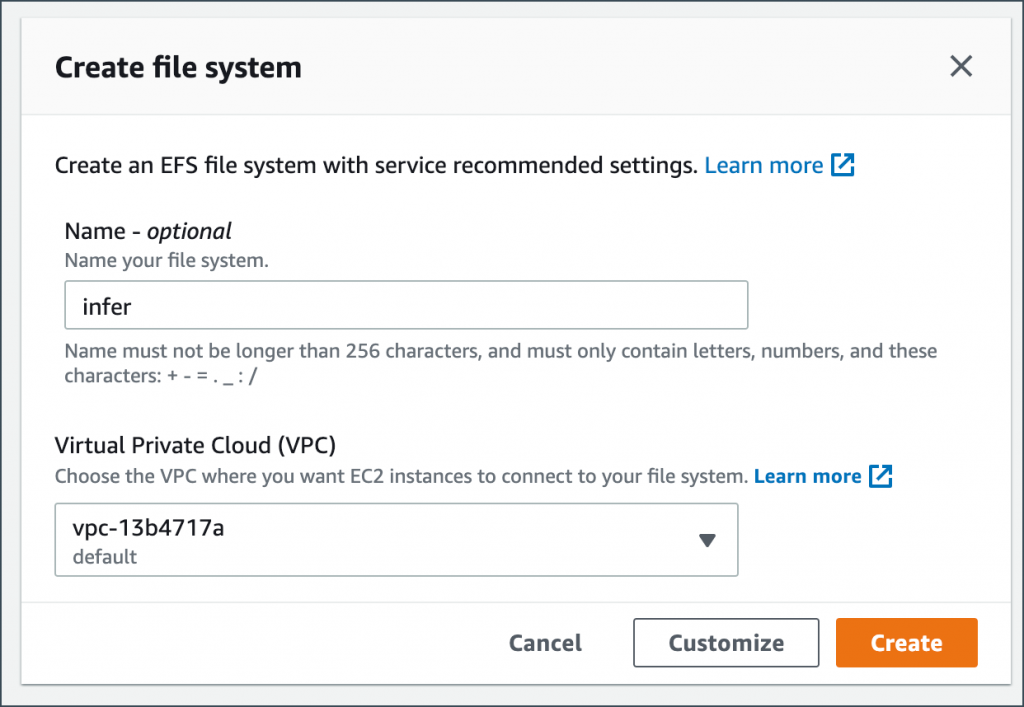 Create file system
Create an EFS file system with service recommended settings. Learn more
Name - optional
Name your file system.
infer
Name must not be longer than 256 characters, and must only contain letters, numbers, and these
characters: + - = . _ : /
Virtual Private Cloud (VPC)
Choose the VPC where you want EC2 instances to connect to your file system. Learn more
vpc-13b4717a
default
Cancel
Customize
Create